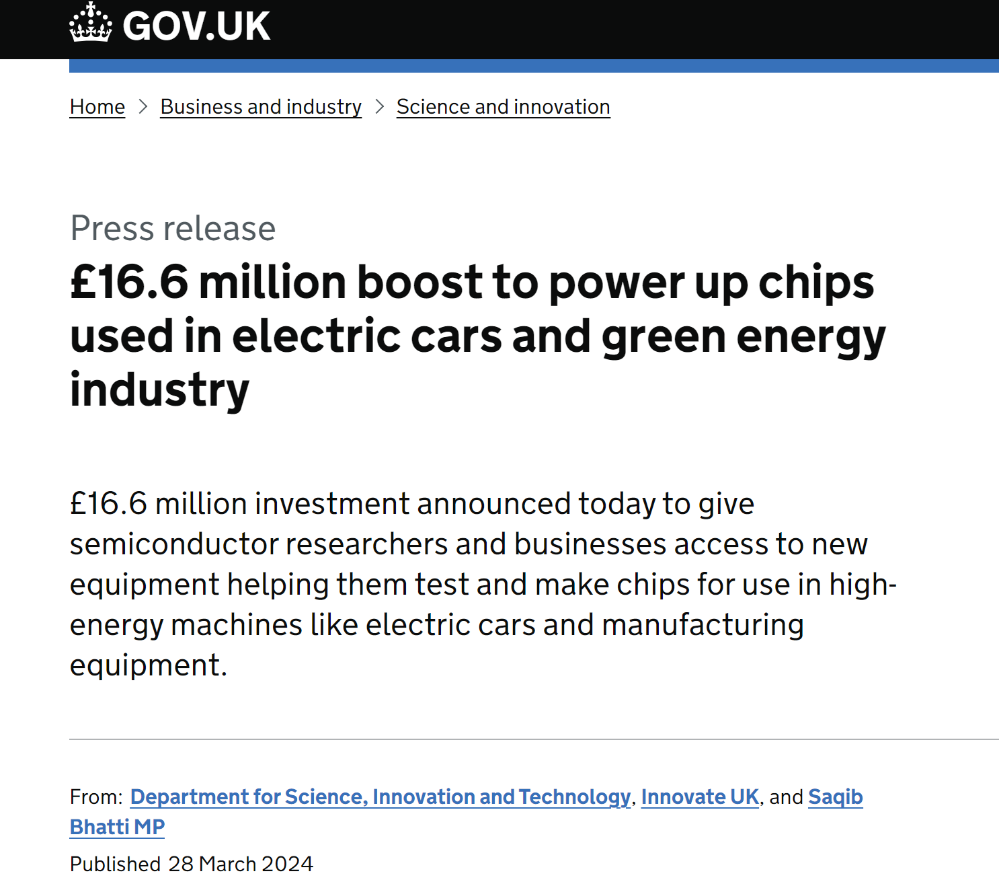 GOV.UK
Home > Business and industry > Science and innovation
Press release
£16.6 million boost to power up chips
used in electric cars and green energy
industry
£16.6 million investment announced today to give
semiconductor researchers and businesses access to new
equipment helping them test and make chips for use in high-
energy machines like electric cars and manufacturing
equipment.
From: Department for Science, Innovation and Technology, Innovate UK, and Saqib
Bhatti MP
Published 28 March 2024